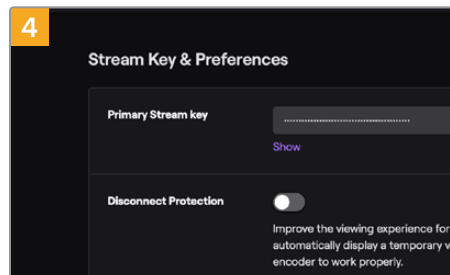 4
Stream Key & Preferences
Primary Stream key
Show
Disconnect Protection
Improve the viewing experience for
automatically display a temporary v
encoder to work properly.